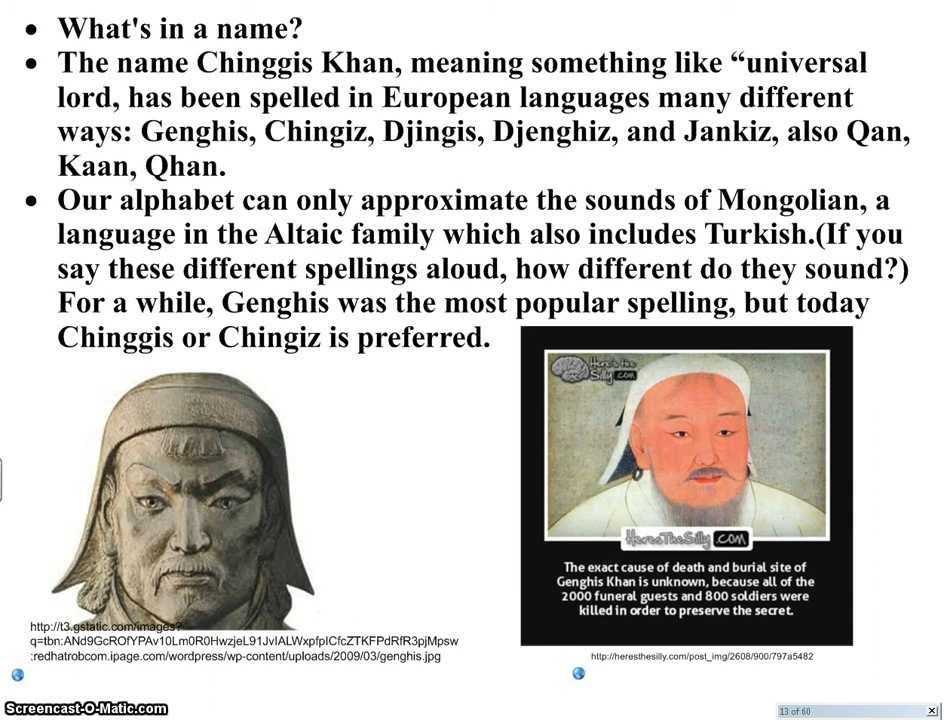 What's in a name?
The name Chinggis Khan, meaning something like “universal
lord, has been spelled in European languages many different
ways: Genghis, Chingiz, Djingis, Djenghiz, and Jankiz, also Qan,
Kaan, Qhan.
Our alphabet can only approximate the sounds of Mongolian, a
language in the Altaic family which also includes Turkish.(If you
say these different spellings aloud, how different do they sound?)
For a while, Genghis was the most popular spelling, but today
Chinggis or Chingiz is preferred.
Here's the
Silly .com
HeresTheSilly .com
The exact cause of death and burial site of
Genghis Khan is unknown, because all of the
2000 funeral guests and 800 soldiers were
killed in order to preserve the secret.
http://t3.gstatic.com/images?
q=tbn:ANd9GcROfYPAv10Lm0R0HwzjeL91JvIALWxpfpICfcZTKFPdRfR3pjMpsw
:redhatrobcom.ipage.com/wordpress/wp-content/uploads/2009/03/genghis.jpg
http://heresthesilly.com/post_img/2608/900/797a5482
Screencast-O-Matic.com
13 of 60